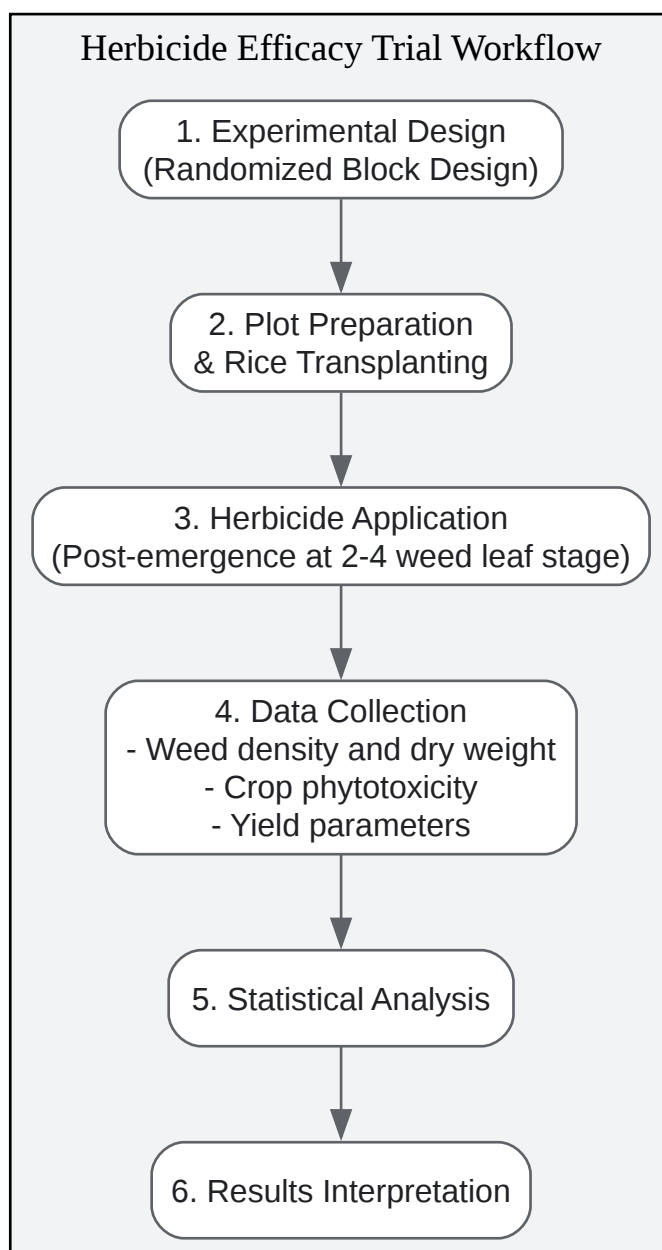 Herbicide Efficacy Trial Workflow
1. Experimental Design
(Randomized Block Design)
2. Plot Preparation
& Rice Transplanting
3. Herbicide Application
(Post-emergence at 2-4 weed leaf stage)
4. Data Collection
- Weed density and dry weight
- Crop phytotoxicity
- Yield parameters
5. Statistical Analysis
6. Results Interpretation